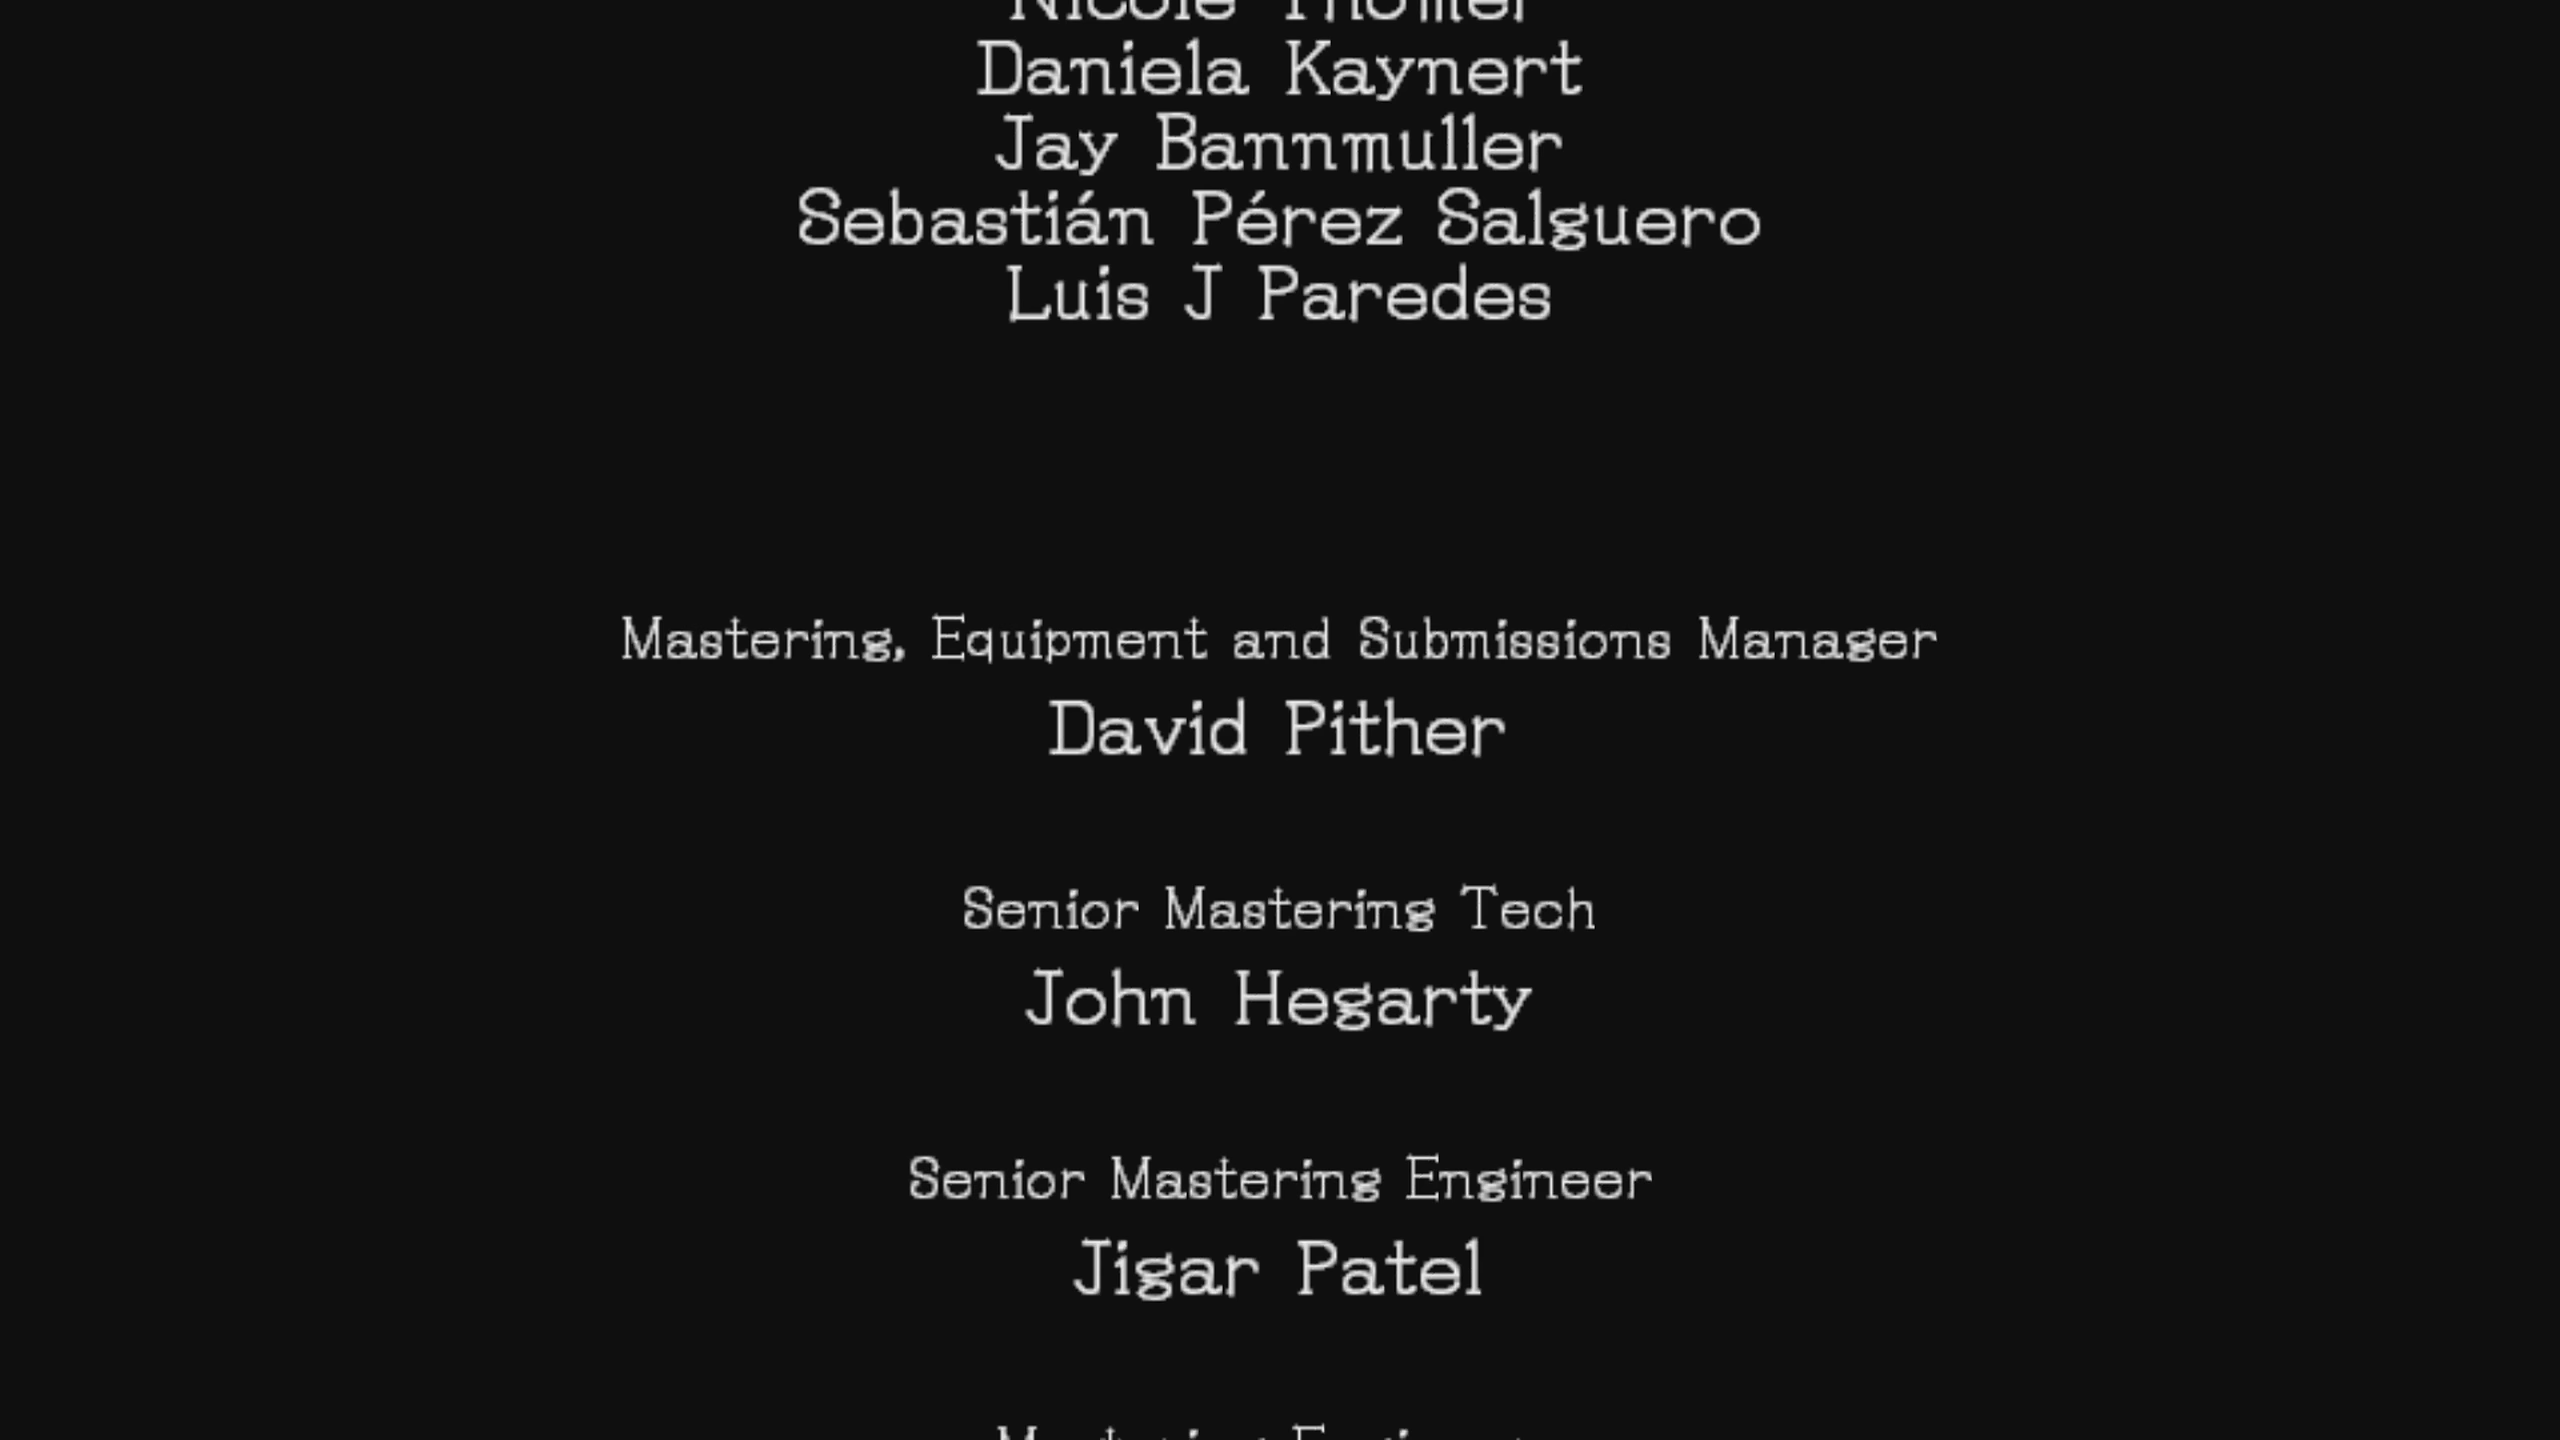 Nicole
Daniela Kaynert
Jay Bannmuller
Sebastián Pérez Salguero
Luis J Paredes
Mastering, Equipment and Submissions Manager
David Pither
Senior Mastering Tech
John Hegarty
Senior Mastering Engineer
Jigar Patel